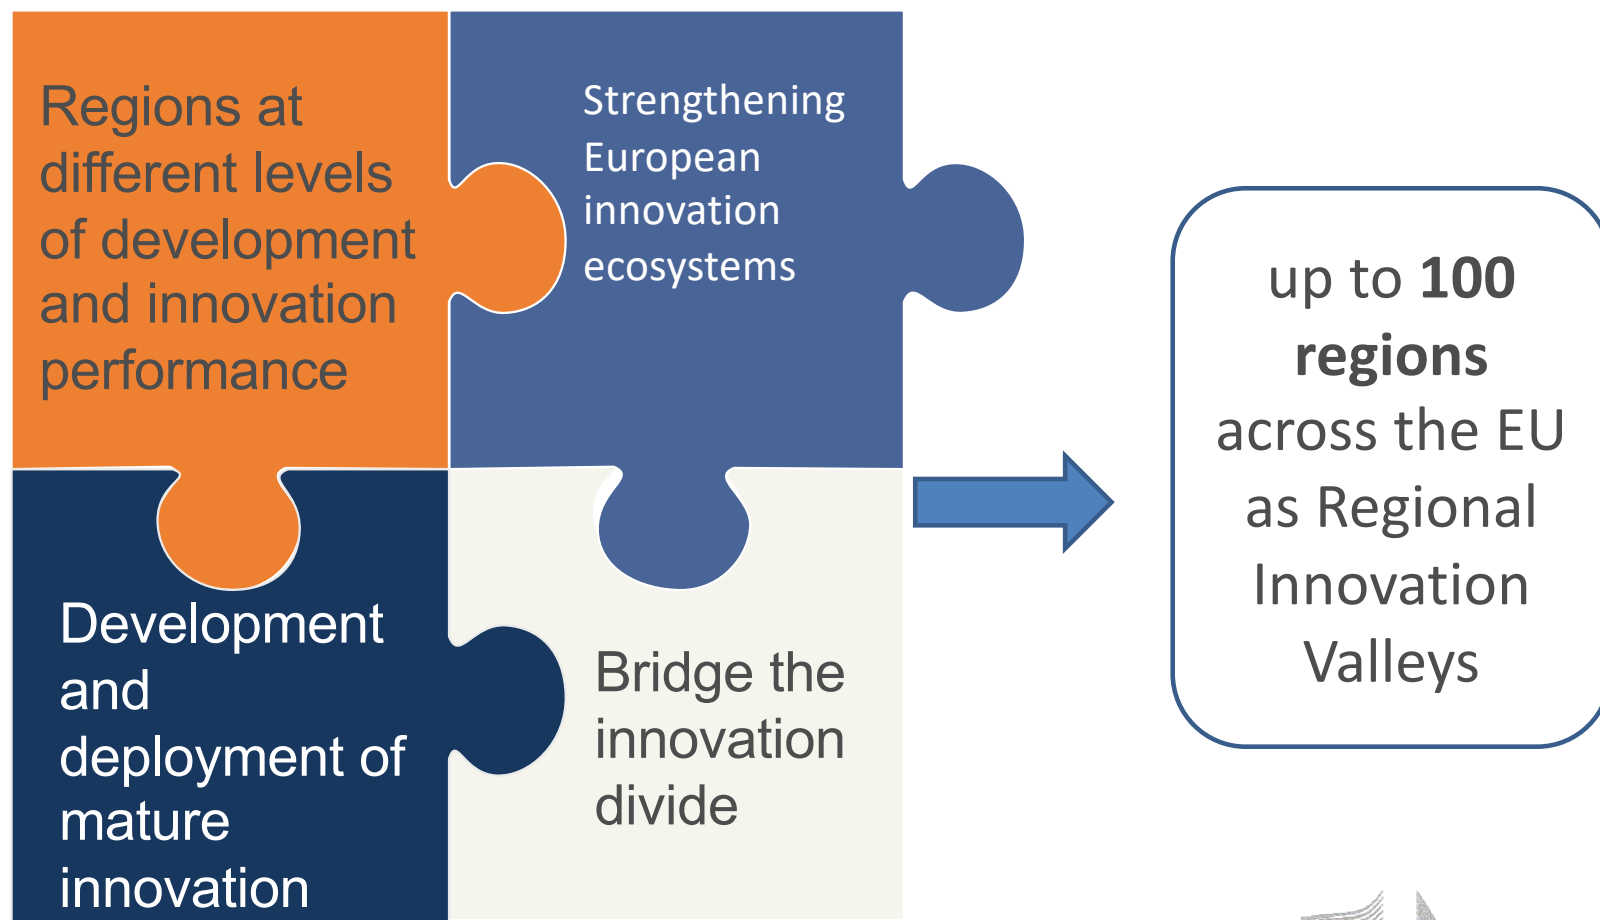 Regions at
different levels
of development
and innovation
performance
Strengthening
European
innovation
ecosystems
Development
and
deployment of
mature
innovation
Bridge the
innovation
divide
up to 100
regions
across the EU
as Regional
Innovation
Valleys